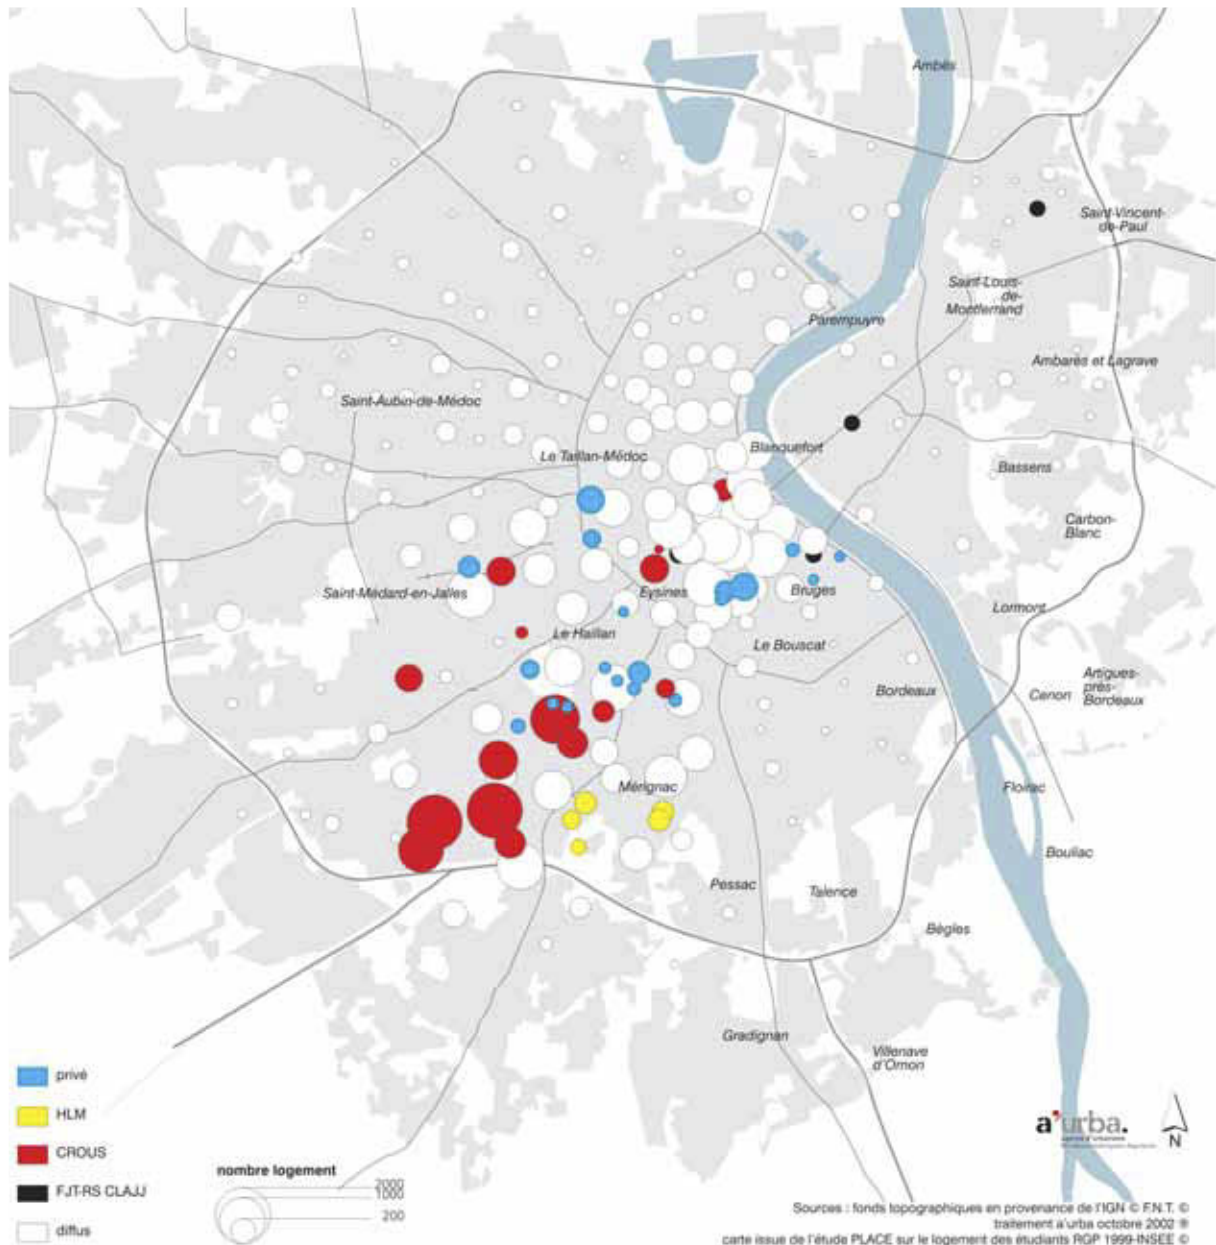 Ambès
Saint-Vincent-
de-Paul
Saint-Louis-
de-
Montferrand
Parempuyre
Ambarès et Lagrave
Saint-Aubin-de-Médoc
Blanquefort
Le Taillan-Médoc
Bassens
Carbon-
Blanc
Saint-Médard-en-Jalles
Eysines
Bruges
Lormont
Le Haillan
Le Bouscat
Artigues-
près-
Bordeaux
Bordeaux
Cenon
Mérignac
Floirac
Bouliac
Pessac
Talence
Bègles
Gradignan
Villenave
d'Ornon
privé
HLM
CROUS
FJT-RS CLAJJ
diffus
nombre logement
2000
1000
200
a'urba.
N
Sources : fonds topographiques en provenance de l'IGN © F.N.T. ©
traitement a'urba octobre 2002 ®
carte issue de l'étude PLACE sur le logement des étudiants RGP 1999-INSEE ©